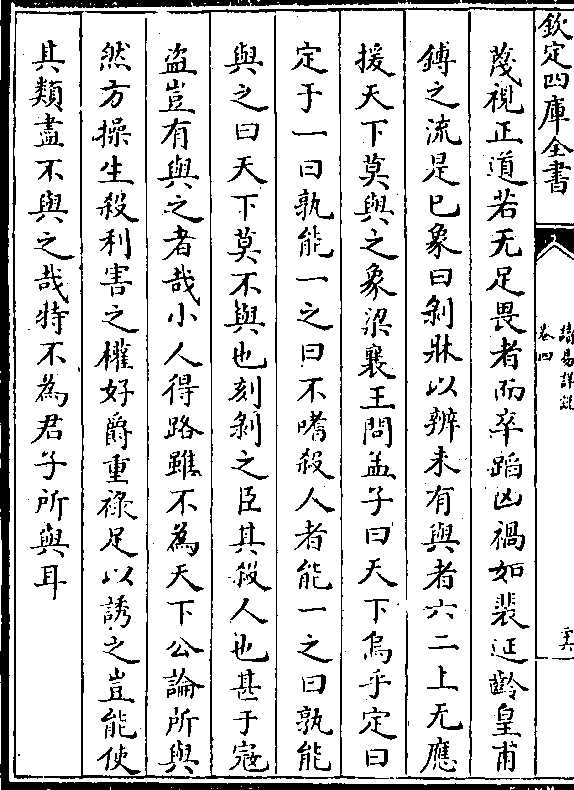 欽定四庫全書
周易詳説
卷四
蔑視正道若无足畏者而卒蹈凶禍如裴延齡皇甫
鎛之流是已象曰剝牀以辨未有與者六二上无應
援天下莫與之象梁襄王問孟子曰天下烏乎定曰
定于一曰孰能一之曰不嗜殺人者能一之曰孰能
與之曰天下莫不與也刻剝之臣其殺人也甚于寇
盜豈有與之者哉小人得路雖不為天下公論所與
然方操生殺利害之權好爵重祿足以誘之豈能使
其類盡不與之哉特不為君子所與耳